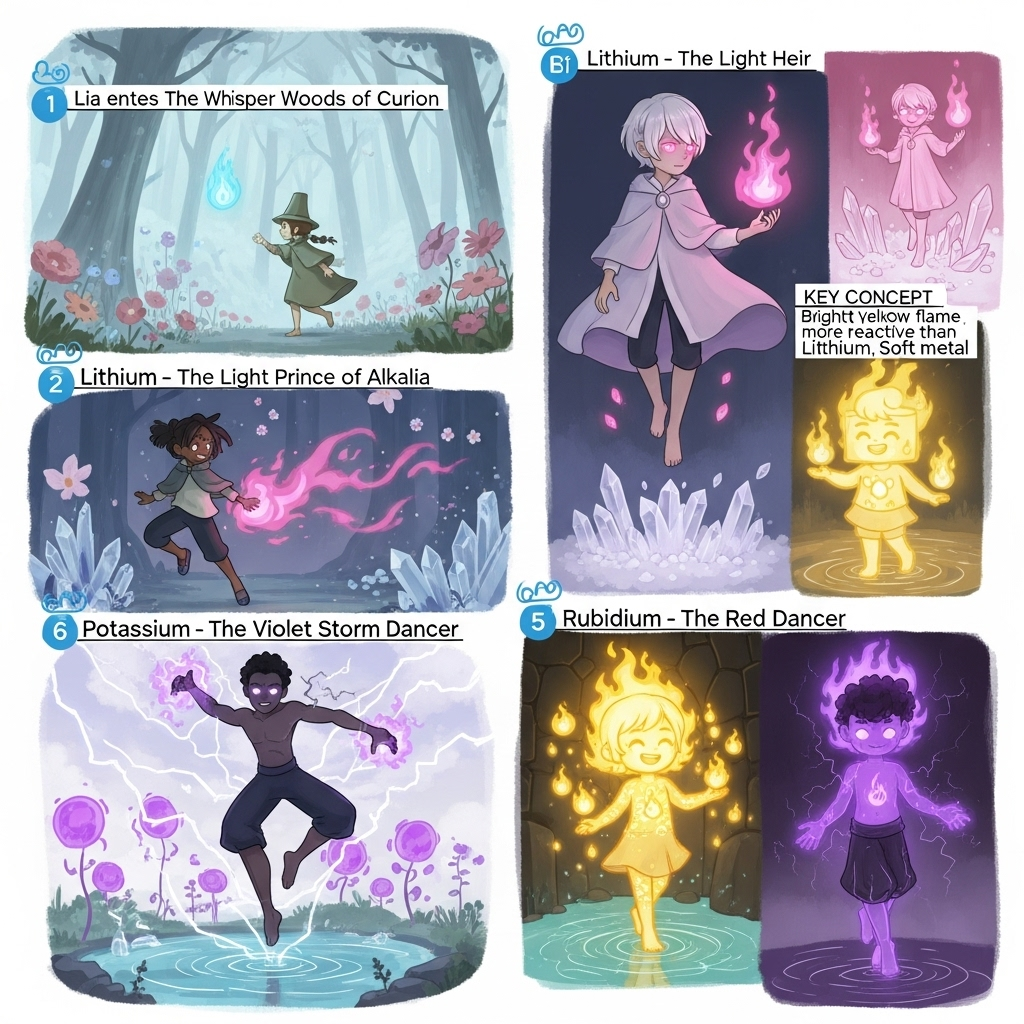 1
Lia entes The Whisper Woods of Curion
2
Lithium – The Light Prince of Alkalia
6
Potassium – The Violet Storm Dancer
Bf
Lithium – The Light Heir
KEY CONCEPT
Brightt yelkow flame,
more reactive than
Litthium, Soft metal
5
Rubidium – The Red Dancer